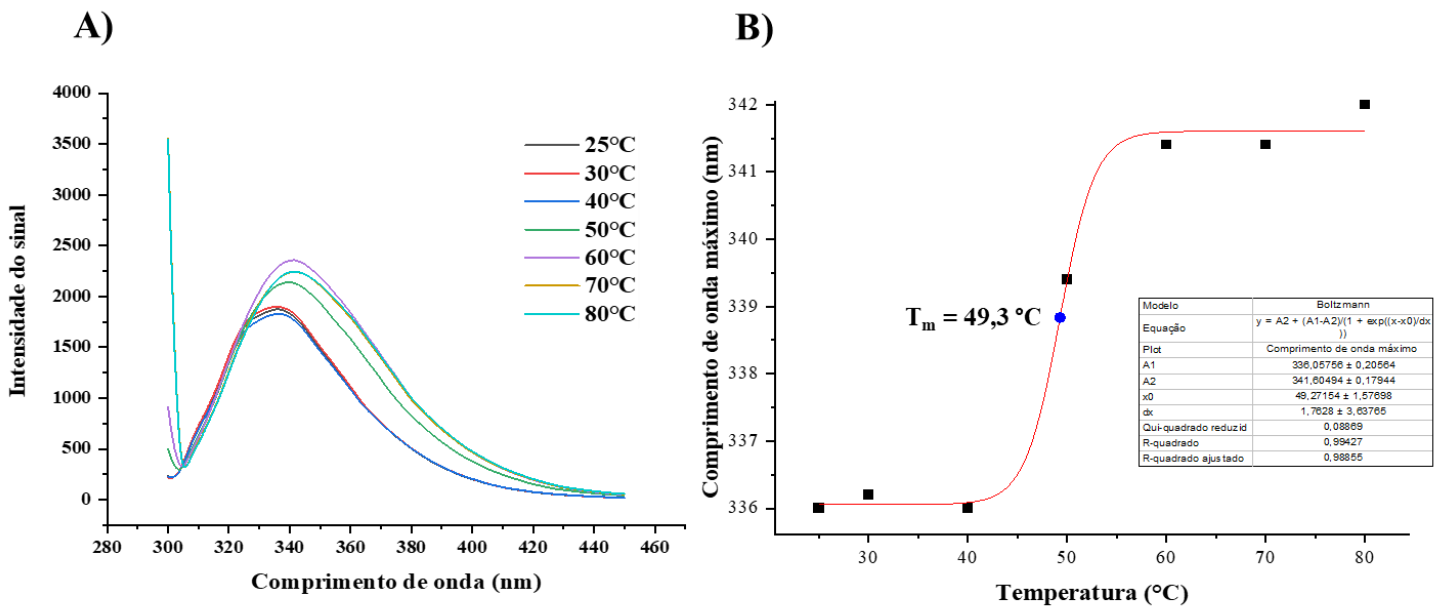 A)
Intensidade do sinal
4000
3500
3000
2500
2000
1500
1000
500
0
25°C
30°C
40°C
50°C
60°C
70°C
80°C
280
300
320
340
360
380
400
420
440
460
Comprimento de onda (nm)
B)
Comprimento de onda máximo (nm)
342
341
340
339
338
337
336
Tm = 49,3 °C
Modelo Boltzmann
Equação y = A2 + (A1-A2)/(1 + exp((x-x0)/dx
))
Plot Comprimento de onda máximo
A1 336,05756 ± 0,20564
A2 341,60494 ± 0,17944
x0 49,27154 ± 1,57698
dx 1,7628 ± 3,63765
Qui-quadrado reduzid 0,08869
R-quadrado 0,99427
R-quadrado ajustado 0,98855
30
40
50
60
70
80
Temperatura (°C)